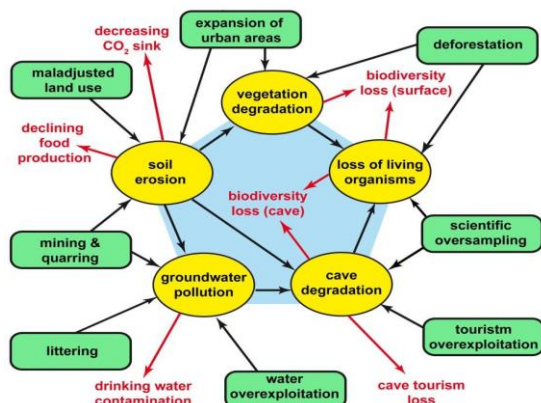 decreasing
CO₂ sink
expansion of
urban areas
deforestation
maladjusted
land use
vegetation
degradation
biodiversity
loss (surface)
declining
food
production
soil
erosion
loss of living
organisms
biodiversity
loss (cave)
mining &
quarring
scientific
oversampling
groundwater
pollution
cave
degradation
littering
touristm
overexploitation
drinking water
contamination
water
overexploitation
cave tourism
loss